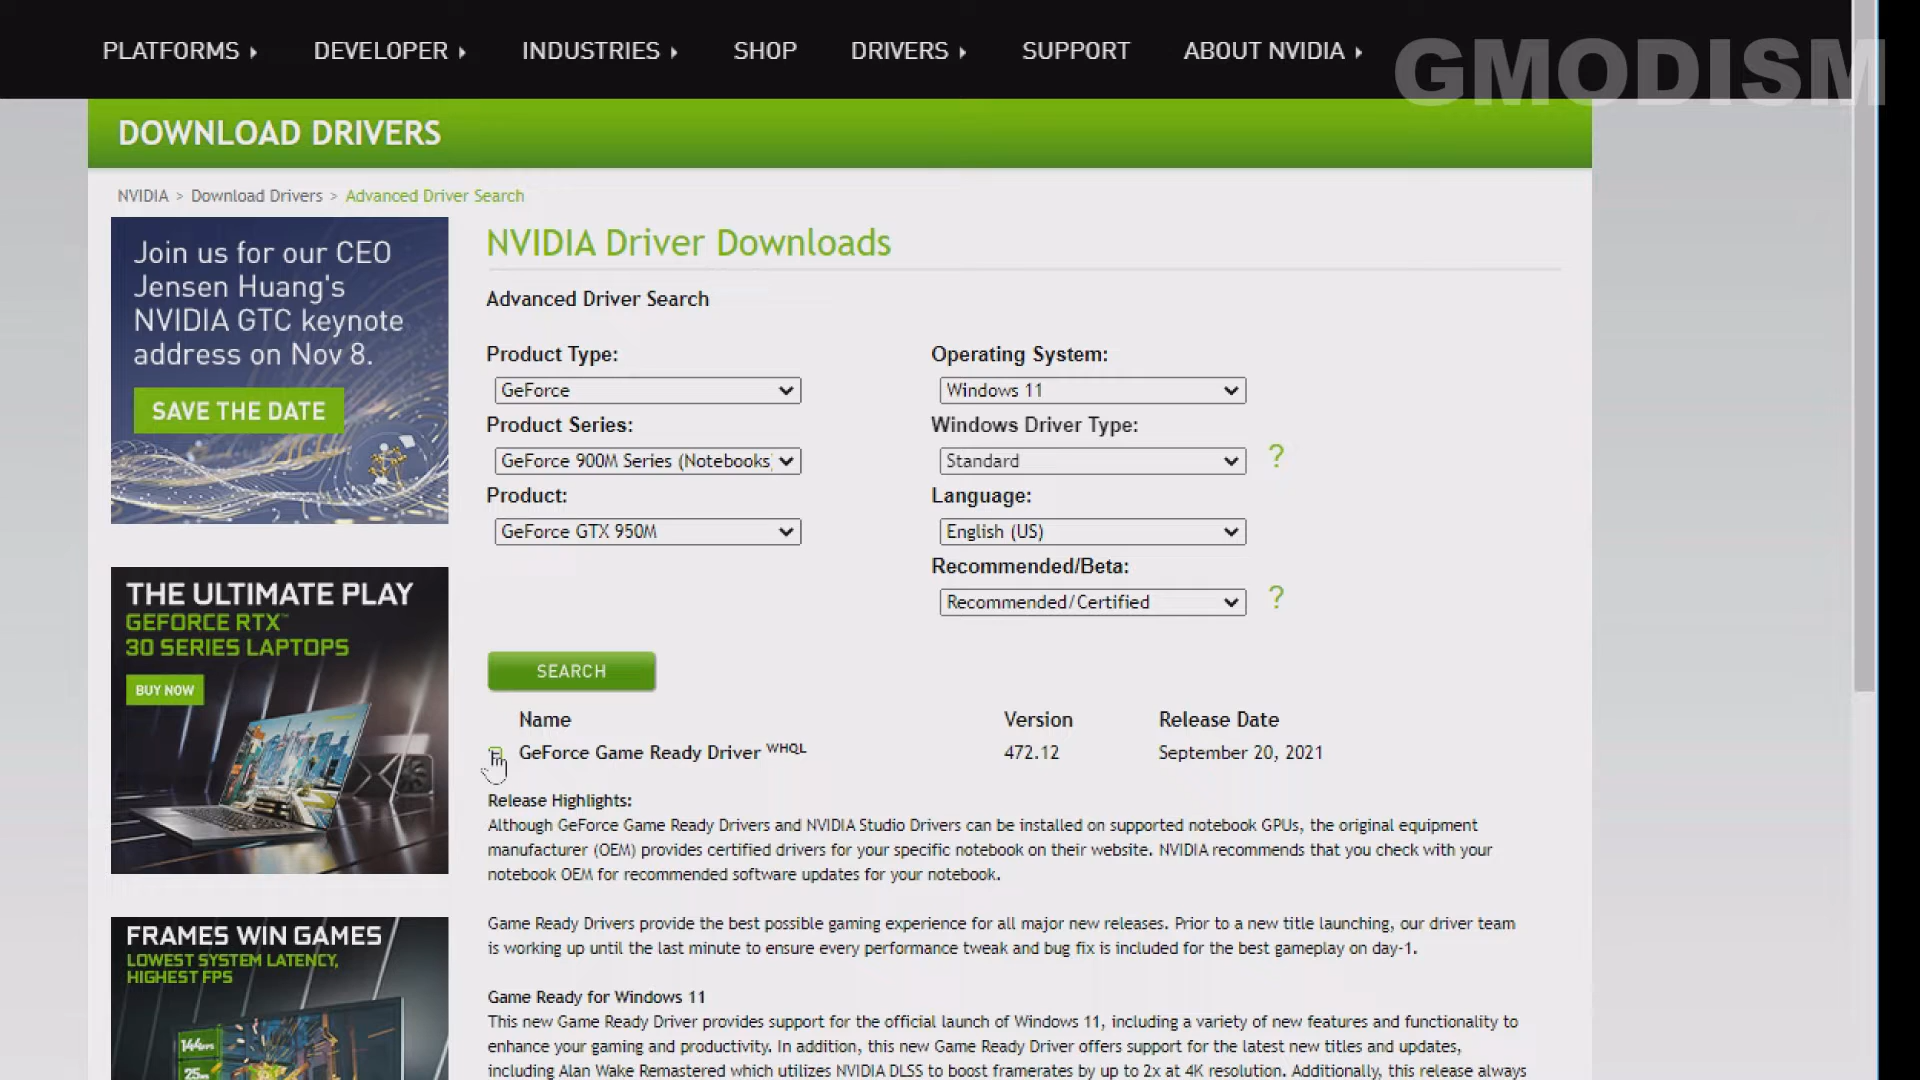 PLATFORMS DEVELOPER INDUSTRIES SHOP DRIVERS SUPPORT ABOUT NVIDIA
GMODISM
DOWNLOAD DRIVERS
NVIDIA > Download Drivers > Advanced Driver Search
Join us for our CEO
Jensen Huang's
NVIDIA GTC keynote
address on Nov 8.
SAVE THE DATE
THE ULTIMATE PLAY
GEFORCE RTX™
30 SERIES LAPTOPS
BUY NOW
FRAMES WIN GAMES
LOWEST SYSTEM LATENCY,
HIGHEST FPS
144FPS
25ms
NVIDIA Driver Downloads
Advanced Driver Search
Product Type:
GeForce
Product Series:
GeForce 900M Series (Notebooks)
Product:
GeForce GTX 950M
Operating System:
Windows 11
Windows Driver Type:
Standard
?
Language:
English (US)
Recommended/Beta:
Recommended/Certified
?
SEARCH
Name Version Release Date
GeForce Game Ready Driver WHQL 472.12 September 20, 2021
Release Highlights:
Although GeForce Game Ready Drivers and NVIDIA Studio Drivers can be installed on supported notebook GPUs, the original equipment
manufacturer (OEM) provides certified drivers for your specific notebook on their website. NVIDIA recommends that you check with your
notebook OEM for recommended software updates for your notebook.
Game Ready Drivers provide the best possible gaming experience for all major new releases. Prior to a new title launching, our driver team
is working up until the last minute to ensure every performance tweak and bug fix is included for the best gameplay on day-1.
Game Ready for Windows 11
This new Game Ready Driver provides support for the official launch of Windows 11, including a variety of new features and functionality to
enhance your gaming and productivity. In addition, this new Game Ready Driver offers support for the latest new titles and updates,
including Alan Wake Remastered which utilizes NVIDIA DLSS to boost framerates by up to 2x at 4K resolution. Additionally, this release always